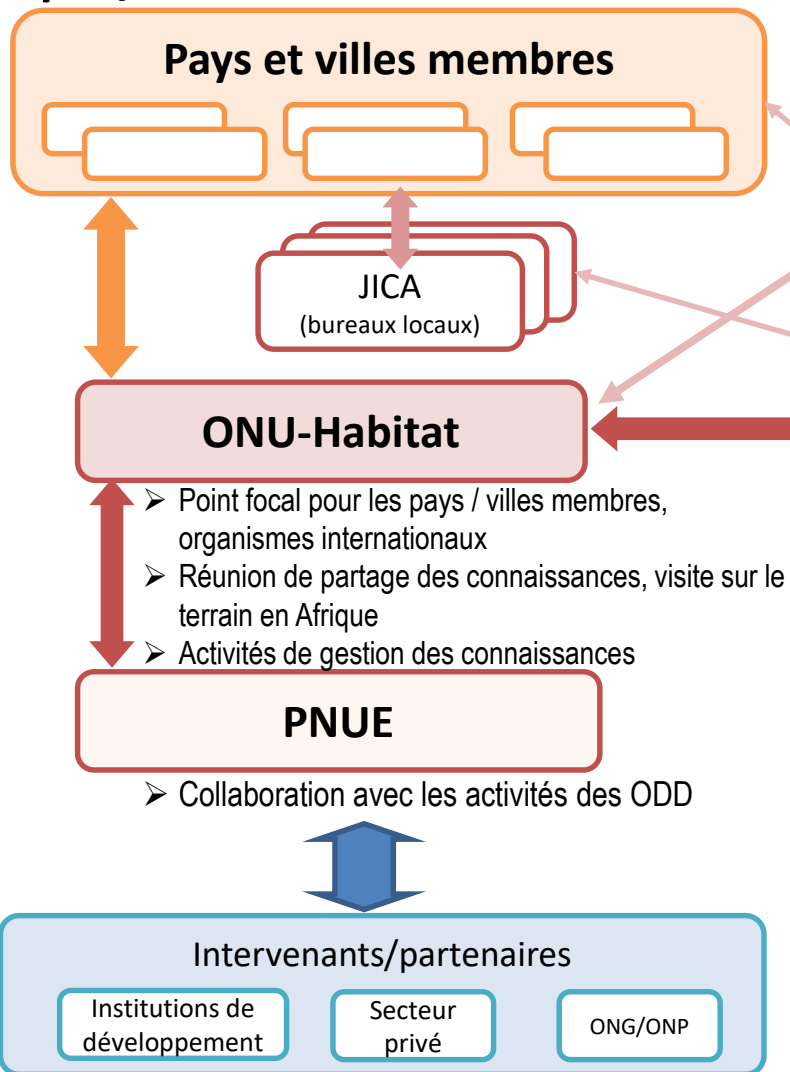 Pays et villes membres
JICA
(bureaux locaux)
ONU-Habitat
➢ Point focal pour les pays / villes membres,
organismes internationaux
➢ Réunion de partage des connaissances, visite sur le
terrain en Afrique
➢ Activités de gestion des connaissances
PNUE
➢ Collaboration avec les activités des ODD
Intervenants/partenaires
Institutions de
développement
Secteur
privé
ONG/ONP